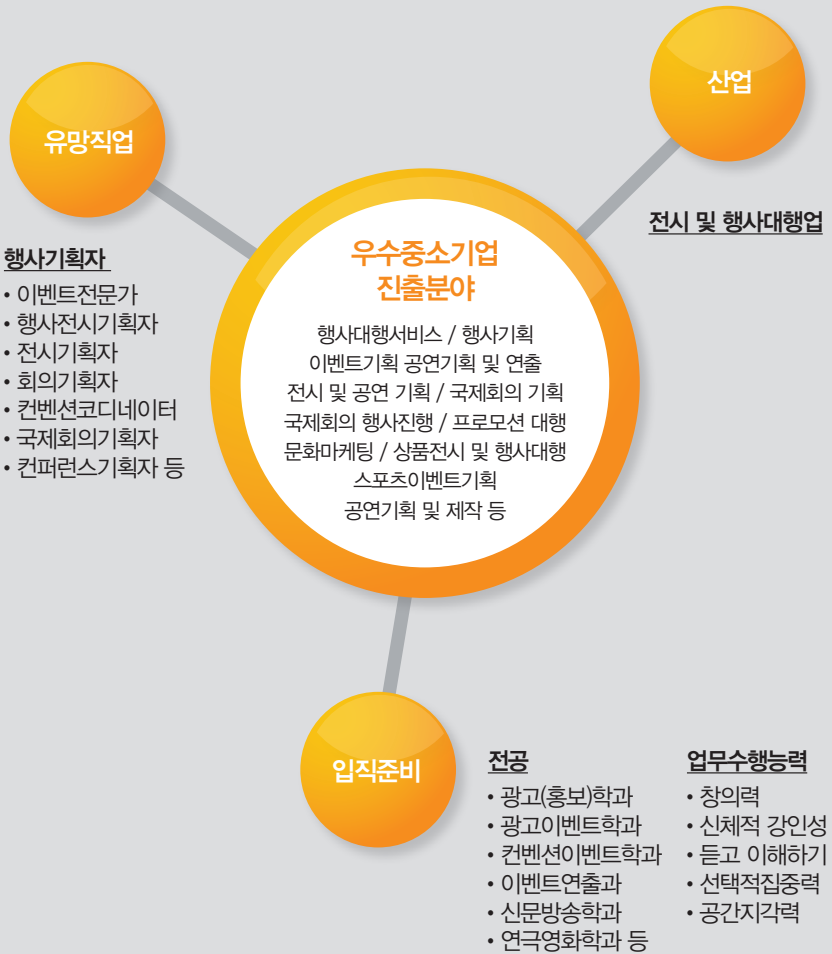 유망직업
행사기획자
• 이벤트전문가
• 행사전시기획자
• 전시기획자
• 회의기획자
• 컨벤션코디네이터
• 국제회의기획자
• 컨퍼런스기획자 등
산업
전시 및 행사대행업
우수중소기업
진출분야
행사대행서비스 / 행사기획
이벤트기획 공연기획 및 연출
전시 및 공연 기획 / 국제회의 기획
국제회의 행사진행 / 프로모션 대행
문화마케팅 / 상품전시 및 행사대행
스포츠이벤트기획
공연기획 및 제작 등
입직준비
전공
• 광고(홍보)학과
• 광고이벤트학과
• 컨벤션이벤트학과
• 이벤트연출과
• 신문방송학과
• 연극영화학과 등
업무수행능력
• 창의력
• 신체적 강인성
• 듣고 이해하기
• 선택적집중력
• 공간지각력